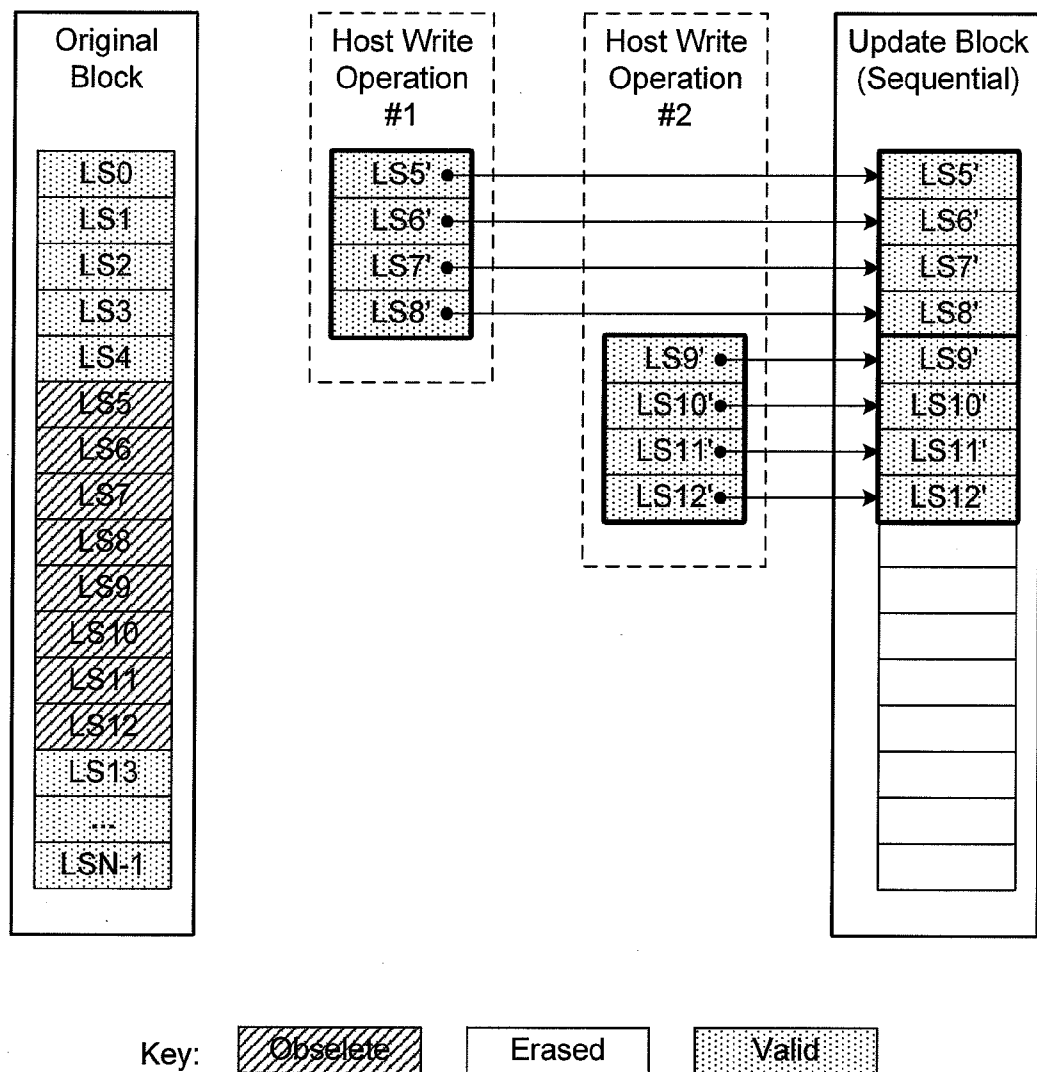 Original
Block
LS0
LS1
LS2
LS3
LS4
LS5
LS6
LS7
LS8
LS9
LS10
LS11
LS12
LS13
...
LSN-1
Host Write
Operation
#1
LS5'
LS6'
LS7'
LS8'
Host Write
Operation
#2
LS9'
LS10'
LS11'
LS12'
Update Block
(Sequential)
LS5'
LS6'
LS7'
LS8'
LS9'
LS10'
LS11'
LS12'
Key:
Obselete
Erased
Valid